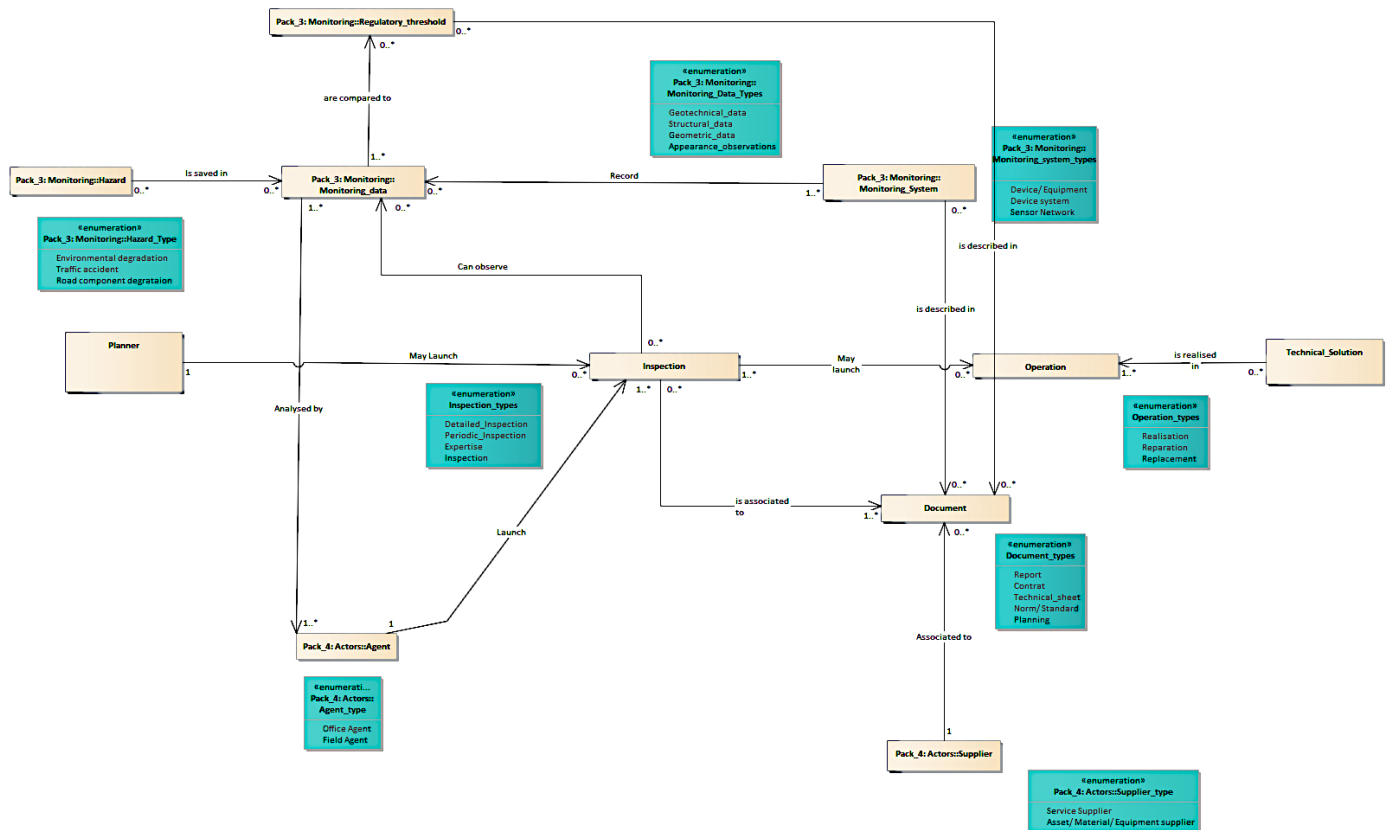 Pack_3: Monitoring::Regulatory_threshold
0..*
0..*
are compared to
1..*
«enumeration»
Pack_3: Monitoring::
Monitoring_Data_Types
Geotechnical_data
Structural_data
Geometric_data
Appearance_observations
«enumeration»
Pack_3: Monitoring::
Monitoring_system_types
Device/Equipment
Device system
Sensor Network
Pack_3: Monitoring::Hazard
0..*
Is saved in
0..*
Pack_3: Monitoring::
Monitoring_data
0..*
Record
1..*
Pack_3: Monitoring::
Monitoring_System
1..*
0..*
0..*
«enumeration»
Pack_3: Monitoring::Hazard_Type
Environmental degradation
Traffic accident
Road component degrataion
Can observe
is described in
is described in
Planner
1
May Launch
0..*
0..*
Inspection
1..*
May
launch
0..*
Operation
1..*
is realised
in
0..*
Technical_Solution
1..*
0..*
Analysed by
«enumeration»
Inspection_types
Detailed_Inspection
Periodic_Inspection
Expertise
Inspection
«enumeration»
Operation_types
Realisation
Reparation
Replacement
Launch
is associated
to
1..*
0..*
0..*
Document
0..*
«enumeration»
Document_types
Report
Contrat
Technical_sheet
Norm/Standard
Planning
1..*
1
Pack_4: Actors::Agent
Associated to
«enumerati...
Pack_4: Actors::
Agent_type
Office Agent
Field Agent
1
Pack_4: Actors::Supplier
«enumeration»
Pack_4: Actors::Supplier_type
Service Supplier
Asset/Material/Equipment supplier